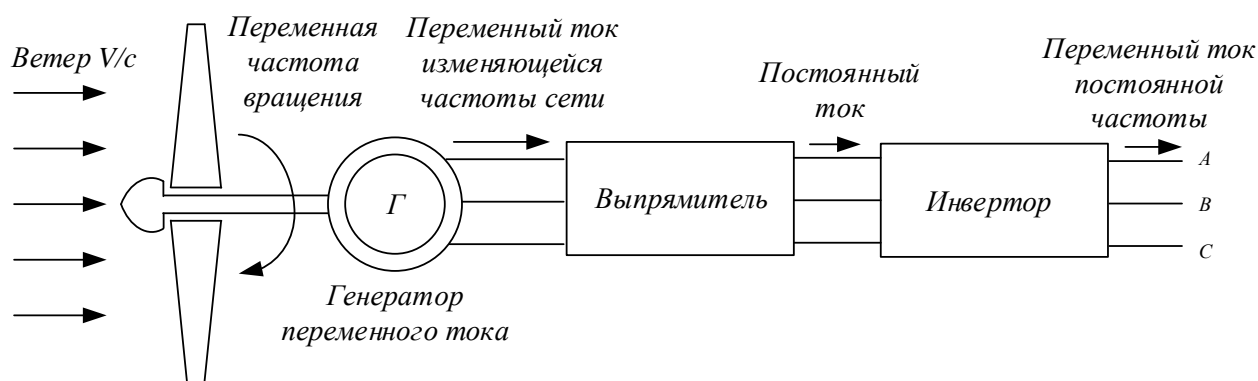 Ветер V/c
Переменная
частота
вращения
Переменный ток
изменяющейся
частоты сети
Постоянный
ток
Переменный ток
постоянной
частоты
Г
Выпрямитель
Инвертор
A
B
C
Генератор
переменного тока